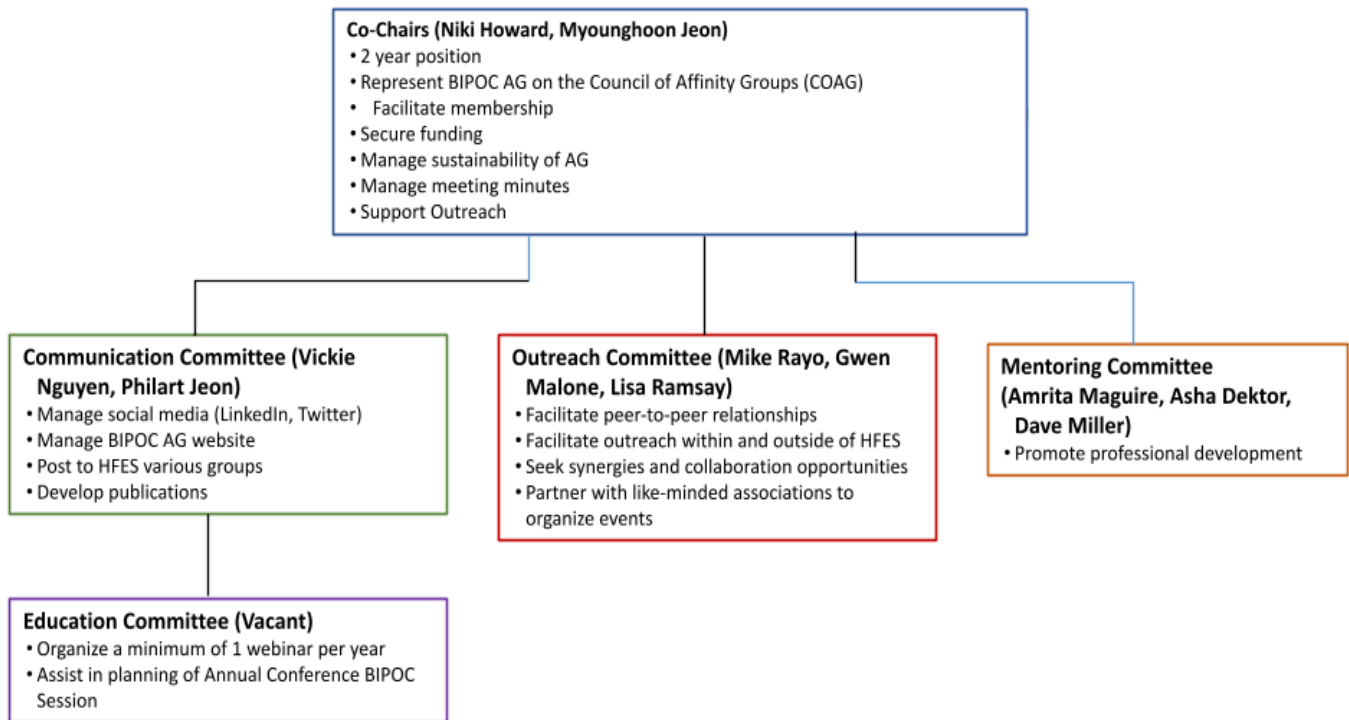 Co-Chairs (Niki Howard, Myounghoon Jeon)
• 2 year position
• Represent BIPOC AG on the Council of Affinity Groups (COAG)
• Facilitate membership
• Secure funding
• Manage sustainability of AG
• Manage meeting minutes
• Support Outreach
Communication Committee (Vickie
Nguyen, Philart Jeon)
• Manage social media (LinkedIn, Twitter)
• Manage BIPOC AG website
• Post to HFES various groups
• Develop publications
Outreach Committee (Mike Rayo, Gwen
Malone, Lisa Ramsay)
• Facilitate peer-to-peer relationships
• Facilitate outreach within and outside of HFES
• Seek synergies and collaboration opportunities
• Partner with like-minded associations to
organize events
Mentoring Committee
(Amrita Maguire, Asha Dektor,
Dave Miller)
• Promote professional development
Education Committee (Vacant)
• Organize a minimum of 1 webinar per year
• Assist in planning of Annual Conference BIPOC
Session